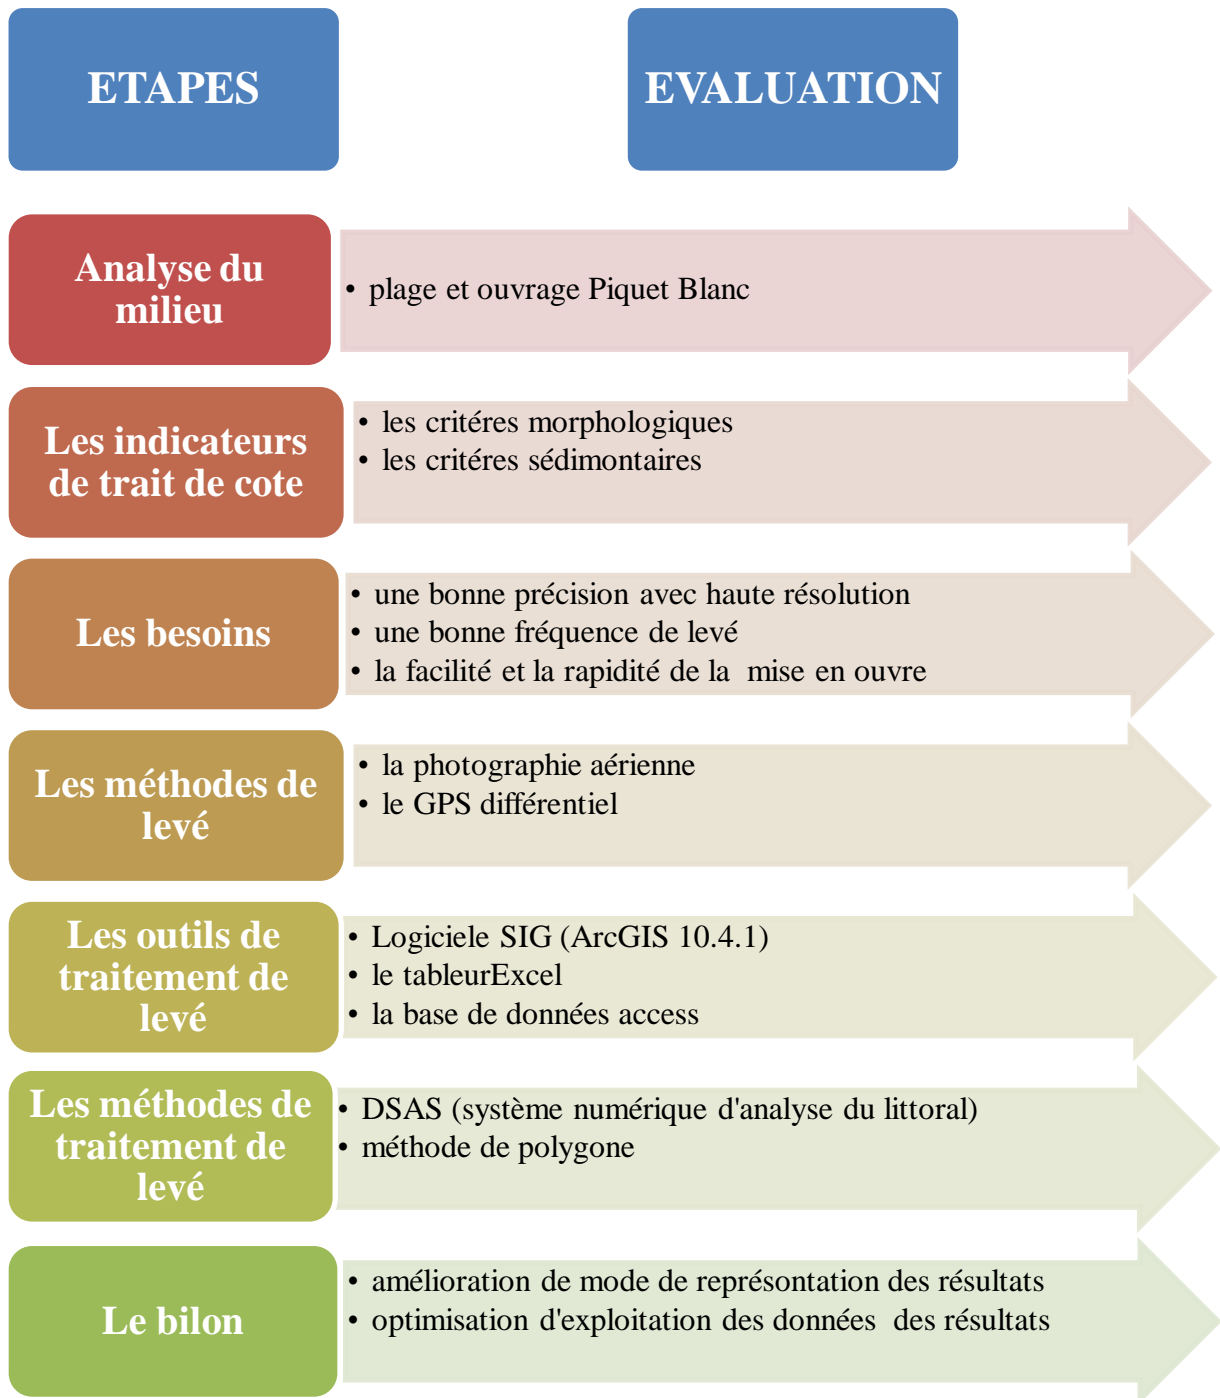 ETAPES
EVALUATION
Analyse du
milieu
• plage et ouvrage Piquet Blanc
Les indicateurs
de trait de cote
• les critéres morphologiques
• les critéres sédimontaires
Les besoins
• une bonne précision avec haute résolution
• une bonne fréquence de levé
• la facilité et la rapidité de la mise en ouvre
Les méthodes de
levé
• la photographie aérienne
• le GPS différentiel
Les outils de
traitement de
levé
• Logiciele SIG (ArcGIS 10.4.1)
• le tableurExcel
• la base de données access
Les méthodes de
traitement de
levé
• DSAS (système numérique d'analyse du littoral)
• méthode de polygone
Le bilon
• amélioration de mode de représontation des résultats
• optimisation d'exploitation des données des résultats